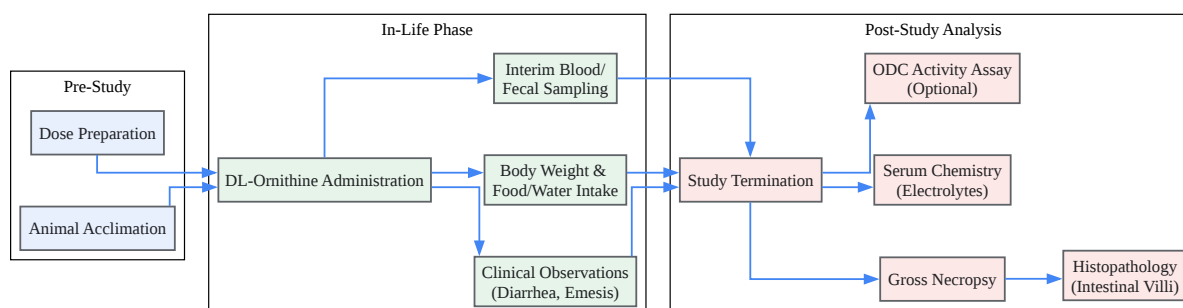 Pre-Study
Dose Preparation
Animal Acclimation
In-Life Phase
DL-Ornithine Administration
Interim Blood/
Fecal Sampling
Body Weight &
Food/Water Intake
Clinical Observations
(Diarrhea, Emesis)
Post-Study Analysis
Study Termination
ODC Activity Assay
(Optional)
Serum Chemistry
(Electrolytes)
Gross Necropsy
Histopathology
(Intestinal Villi)